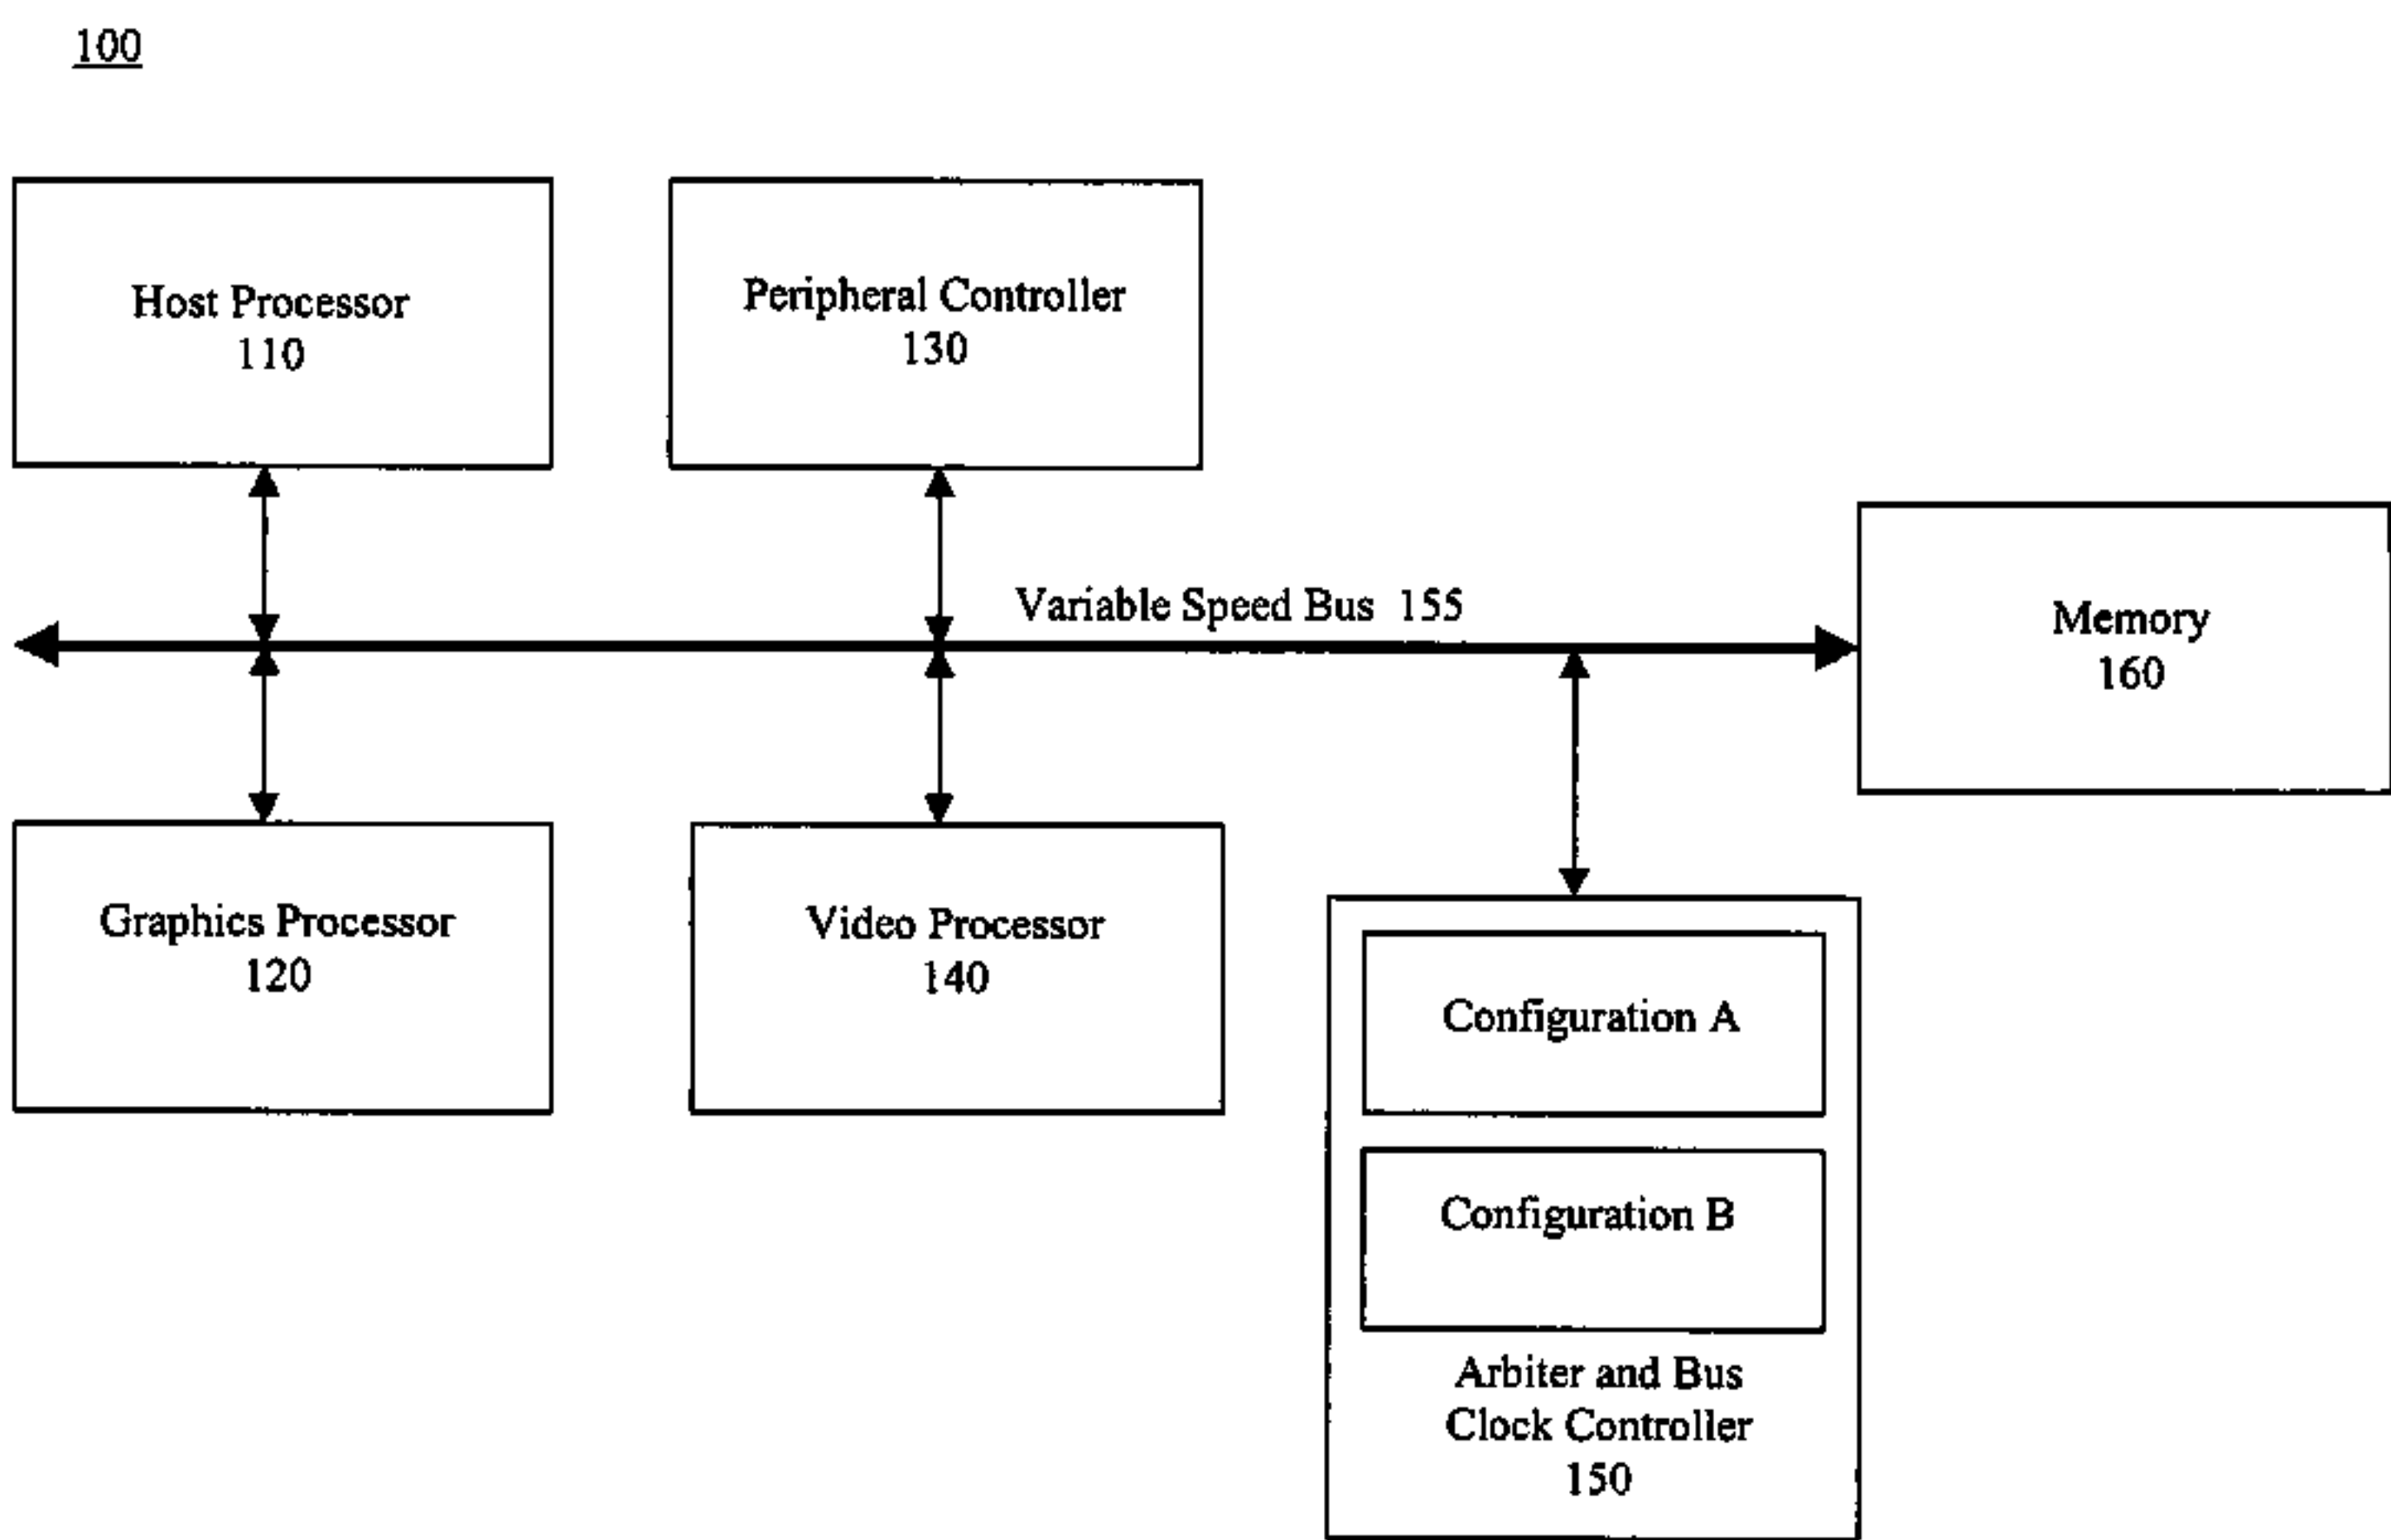 100
Host Processor
110
Peripheral Controller
130
Variable Speed Bus 155
Memory
160
Graphics Processor
120
Video Processor
140
Configuration A
Configuration B
Arbiter and Bus
Clock Controller
150